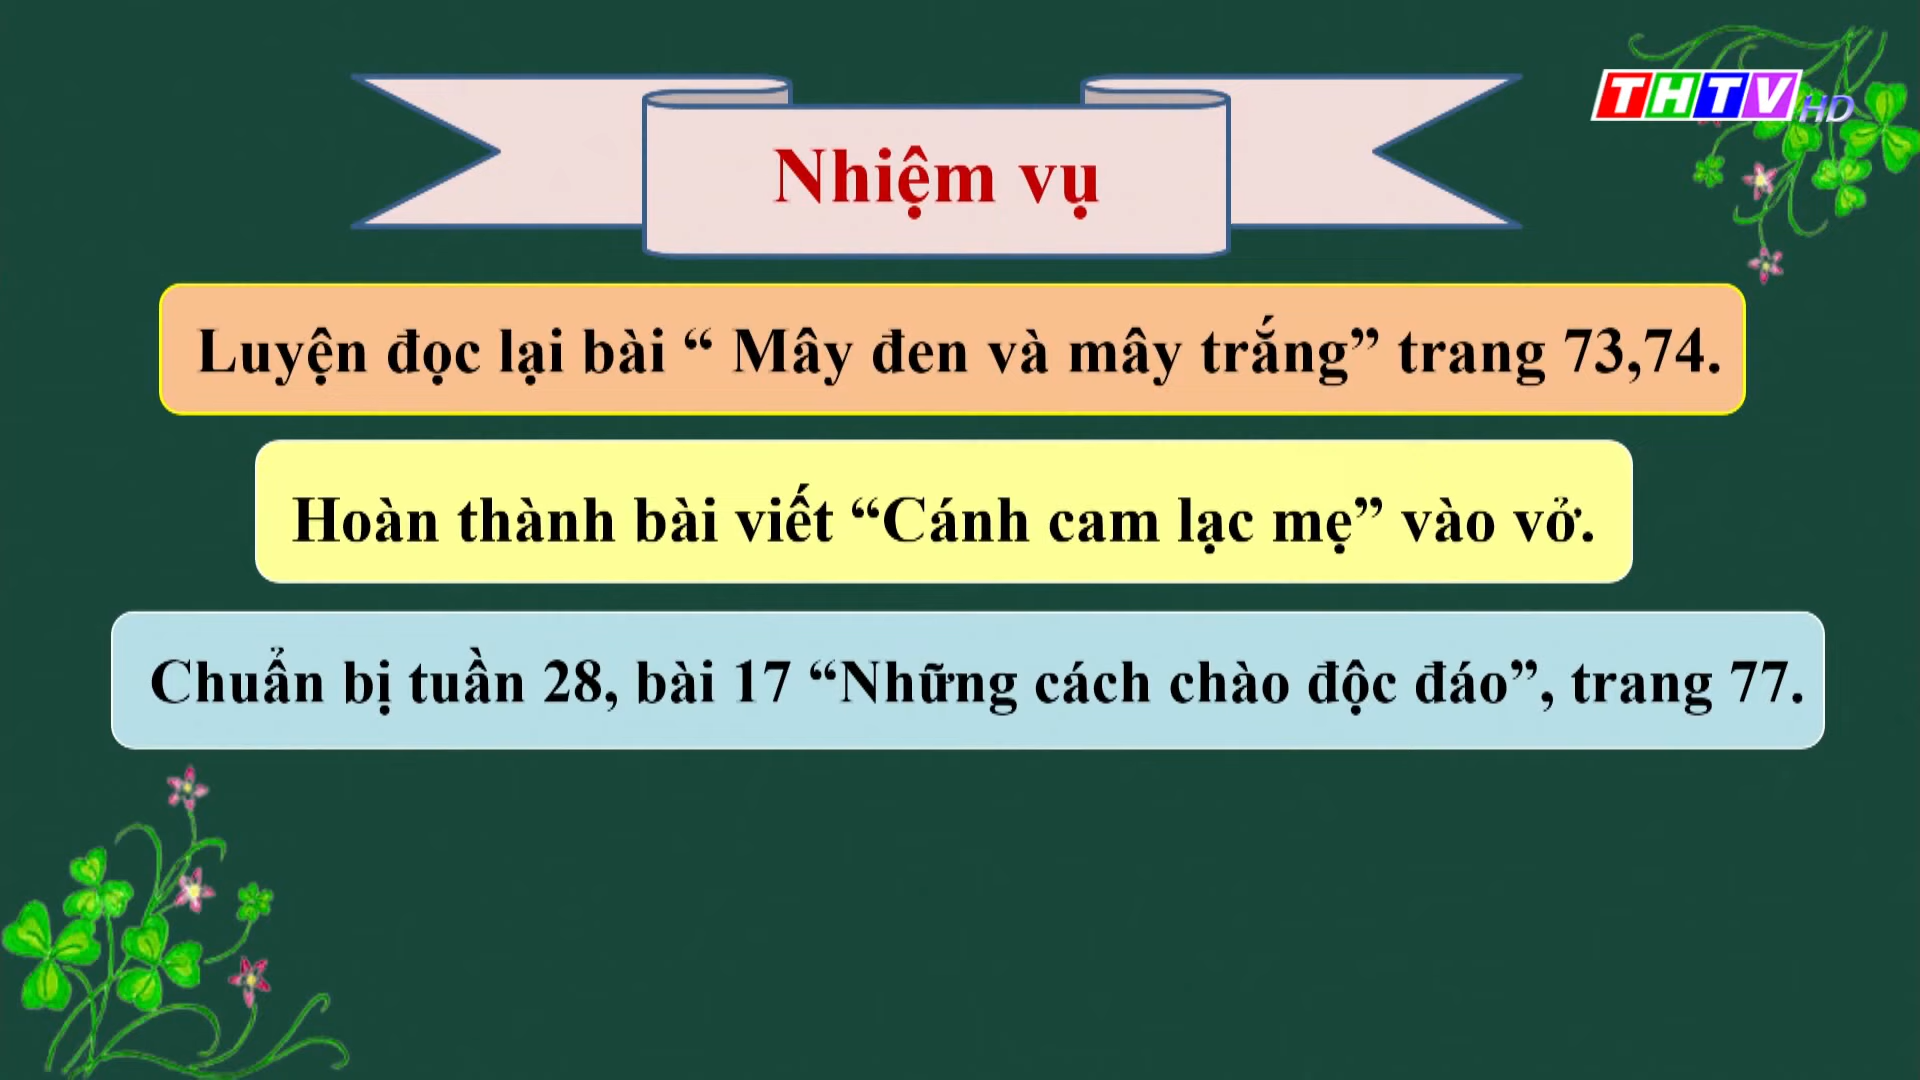 THTV HD
Nhiệm vụ
Luyện đọc lại bài “ Mây đen và mây trắng” trang 73,74.
Hoàn thành bài viết “Cánh cam lạc mẹ” vào vở.
Chuẩn bị tuần 28, bài 17 “Những cách chào độc đáo”, trang 77.